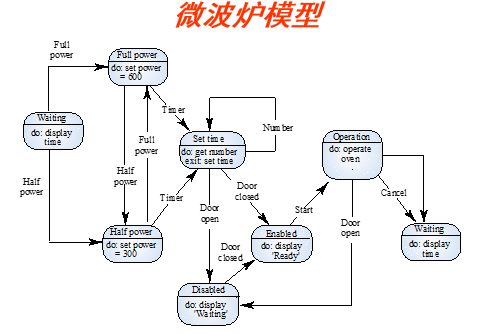 微波炉模型
Full
power
Full power
do: set power
= 600
Timer
Waiting
do: display
time
Full
power
Half
power
Half
power
Timer
Half power
do: set power
= 300
Set time
do: get number
exit: set time
Number
Door
open
Door
closed
Door
closed
Start
Enabled
do: display
'Ready'
Disabled
do: display
'Waiting'
Operation
do: operate
oven
Cancel
Door
open
Waiting
do: display
time